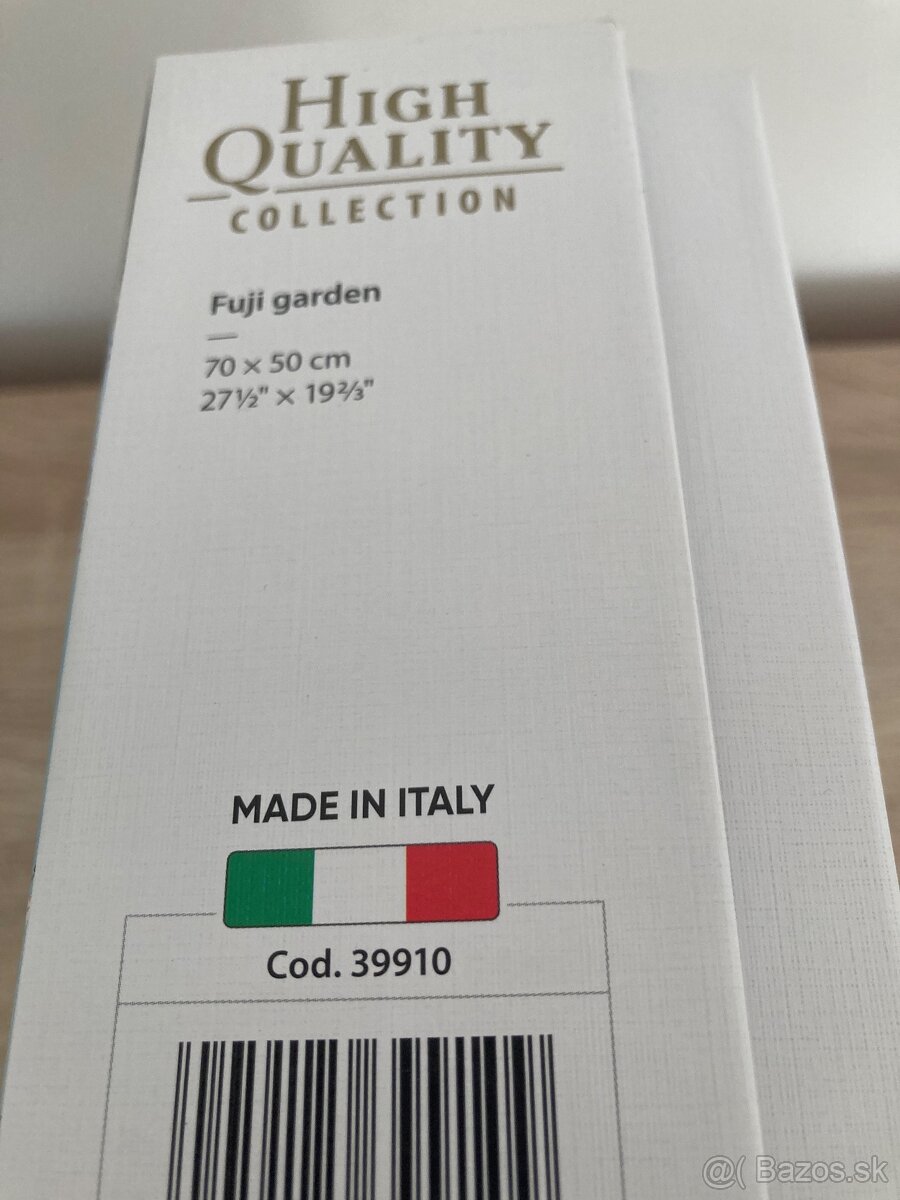 HIGH
QUALITY
COLLECTION
Fuji garden
70 × 50 cm
27½" × 19⅔"
MADE IN ITALY
Cod. 39910
@( Bazos.sk